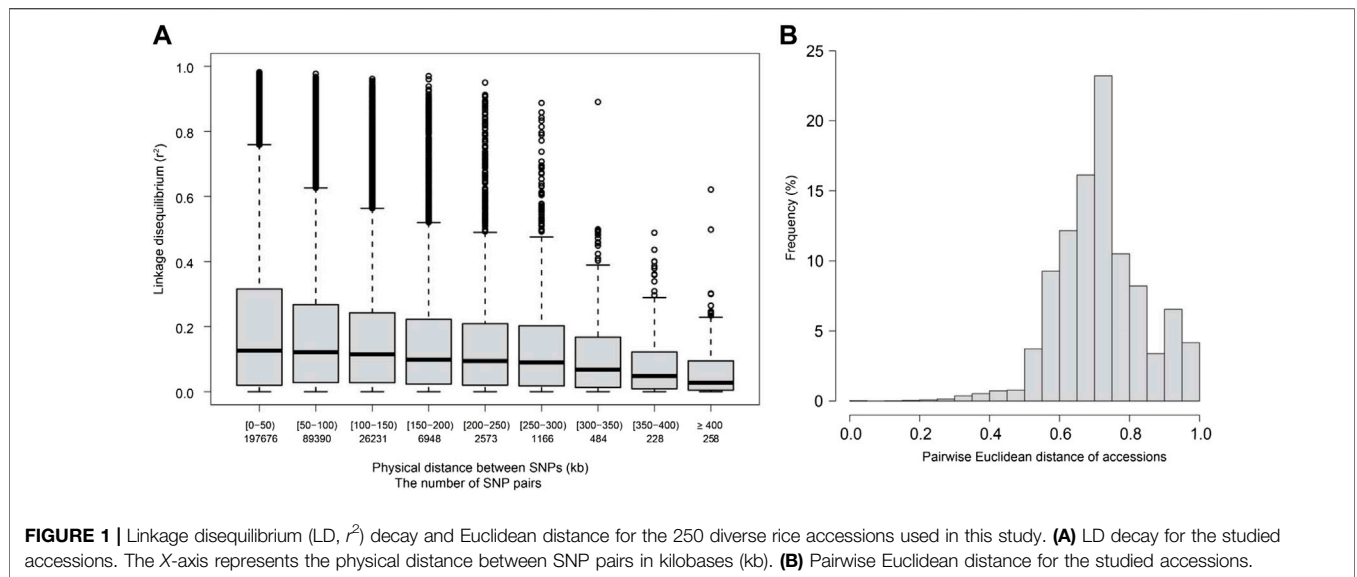 A
Linkage disequilibrium (r²)
1.0
0.8
0.6
0.4
0.2
0.0
[0−50) [50−100) [100−150) [150−200) [200−250) [250−300) [300−350) [350−400) ≥ 400
197676 89390 26231 6948 2573 1166 484 228 258
Physical distance between SNPs (kb)
The number of SNP pairs
B
Frequency (%)
25
20
15
10
5
0
0.0 0.2 0.4 0.6 0.8 1.0
Pairwise Euclidean distance of accessions
FIGURE 1 | Linkage disequilibrium (LD, r²) decay and Euclidean distance for the 250 diverse rice accessions used in this study. (A) LD decay for the studied
accessions. The X-axis represents the physical distance between SNP pairs in kilobases (kb). (B) Pairwise Euclidean distance for the studied accessions.